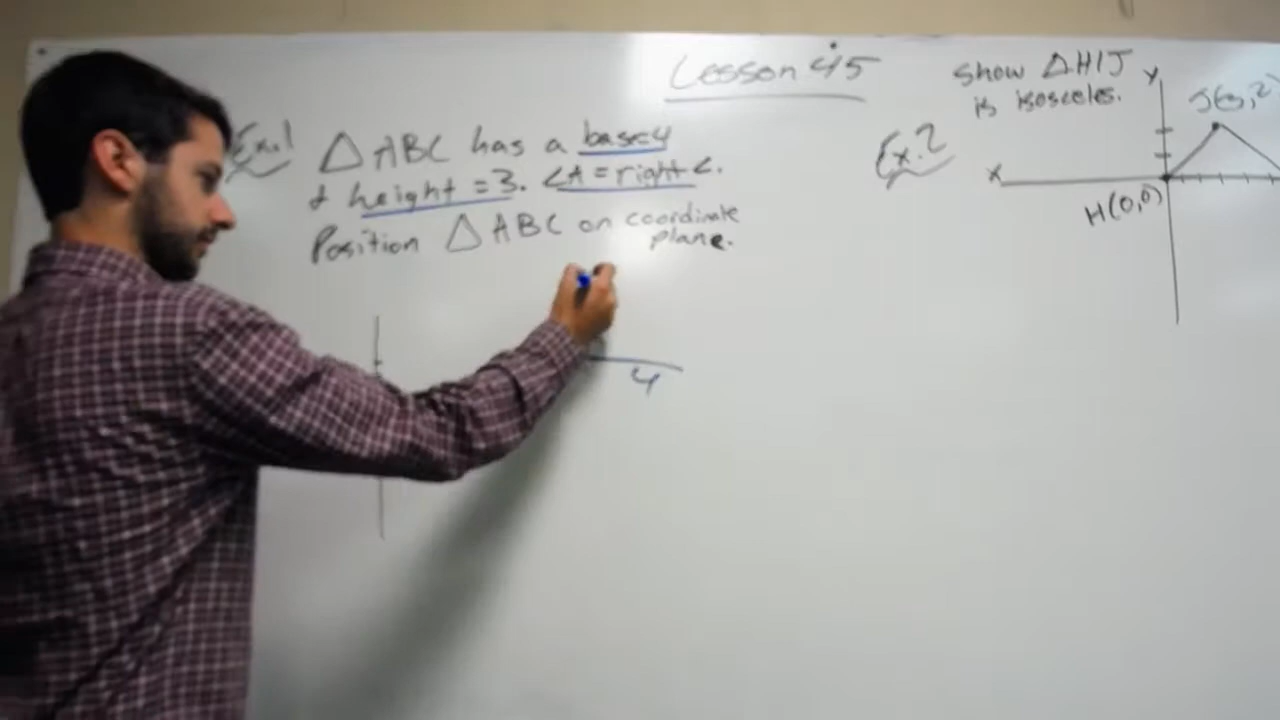 Lesson 45
Ex.1
△ABC has a base=4
& height =3. ∠A = right ∠.
Position △ABC on coordinate
plane.
4
Show △HIJ
is isosceles.
Ex.2
y
J(3,2)
x
H(0,0)